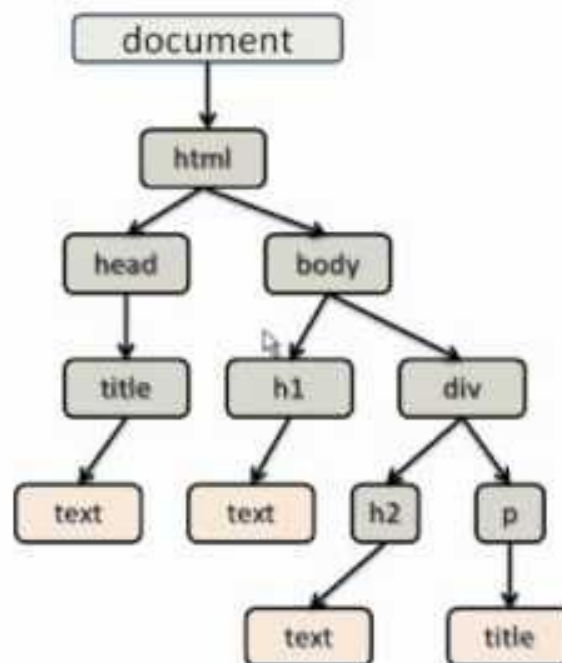 document
html
head
body
title
h1
div
text
text
h2
p
text
title